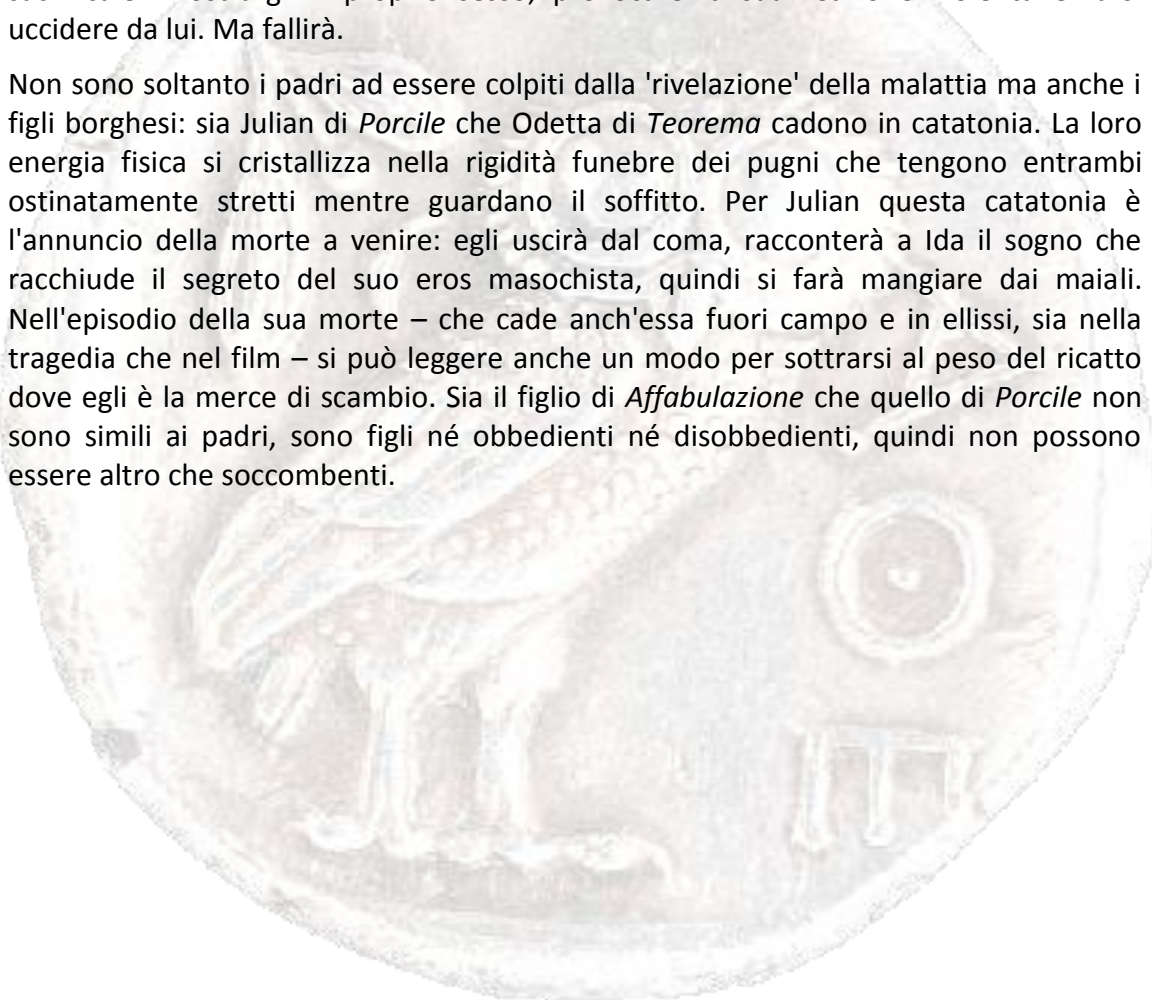 uccidere da lui. Ma fallirà.
Non sono soltanto i padri ad essere colpiti dalla 'rivelazione' della malattia ma anche i
figli borghesi: sia Julian di Porcile che Odetta di Teorema cadono in catatonia. La loro
energia fisica si cristallizza nella rigidità funebre dei pugni che tengono entrambi
ostinatamente stretti mentre guardano il soffitto. Per Julian questa catatonia è
l'annuncio della morte a venire: egli uscirà dal coma, racconterà a Ida il sogno che
racchiude il segreto del suo eros masochista, quindi si farà mangiare dai maiali.
Nell'episodio della sua morte – che cade anch'essa fuori campo e in ellissi, sia nella
tragedia che nel film – si può leggere anche un modo per sottrarsi al peso del ricatto
dove egli è la merce di scambio. Sia il figlio di Affabulazione che quello di Porcile non
sono simili ai padri, sono figli né obbedienti né disobbedienti, quindi non possono
essere altro che soccombenti.